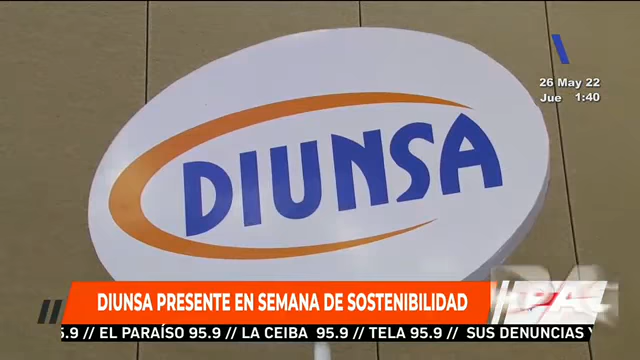 26 May 22
Jue 1:40
DIUNSA
DIUNSA PRESENTE EN SEMANA DE SOSTENIBILIDAD
5.9 // EL PARAÍSO 95.9 // LA CEIBA 95.9 // TELA 95.9 // SUS DENUNCIAS Y